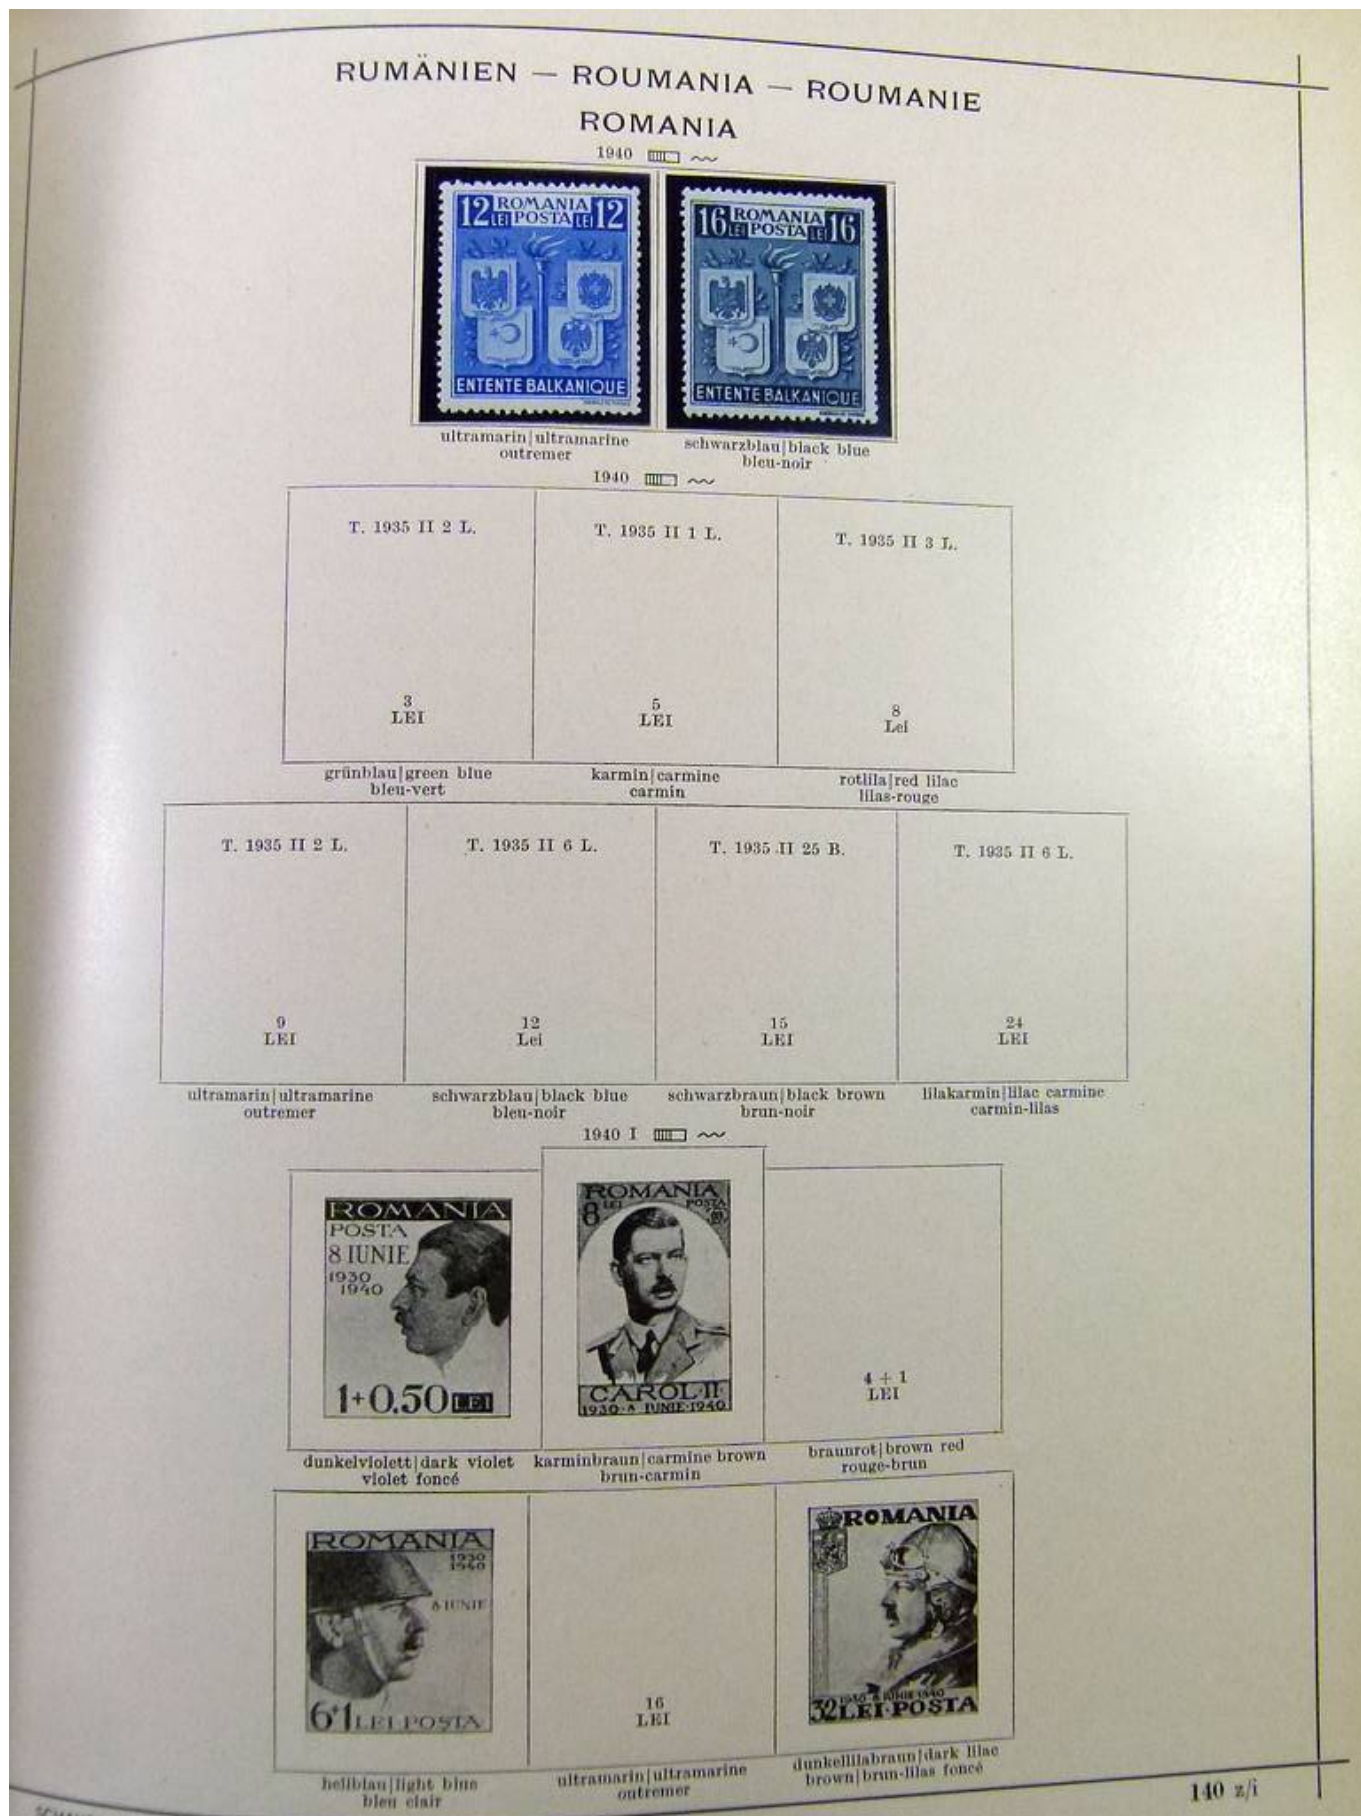 RUMÄNIEN — ROUMANIA — ROUMANIE
ROMANIA
1940
12 ROMANIA 12
LEI POSTA LEI
ENTENTE BALKANIQUE
16 ROMANIA 16
LEI POSTA LEI
ENTENTE BALKANIQUE
ultramarin|ultramarine
outremer
schwarzblau|black blue
bleu-noir
1940
T. 1935 II 2 L.
3
LEI
T. 1935 II 1 L.
5
LEI
T. 1935 II 3 L.
8
Lei
grünblau|green blue
bleu-vert
karmin|carmine
carmin
rotlila|red lilac
lilas-rouge
T. 1935 II 2 L.
9
LEI
T. 1935 II 6 L.
12
Lei
T. 1935 II 25 B.
15
LEI
T. 1935 II 6 L.
24
LEI
ultramarin|ultramarine
outremer
schwarzblau|black blue
bleu-noir
schwarzbraun|black brown
brun-noir
lilakarmin|lilac carmine
carmin-lilas
1940 I
ROMANIA
POSTA
8 IUNIE
1930
1940
1+0.50 LEI
ROMANIA
8 LEI POSTA
CAROL·II·
1930·8 IUNIE·1940
4 + 1
LEI
dunkelviolett|dark violet
violet foncé
karminbraun|carmine brown
brun-carmin
braunrot|brown red
rouge-brun
ROMANIA
1930
1940
8 IUNIE
6+1 LEI POSTA
16
LEI
ROMANIA
1930·8 IUNIE 1940
32 LEI·POSTA
hellblau|light blue
bleu clair
ultramarin|ultramarine
outremer
dunkellilabraun|dark lilac
brown|brun-lilas foncé
140 z/i